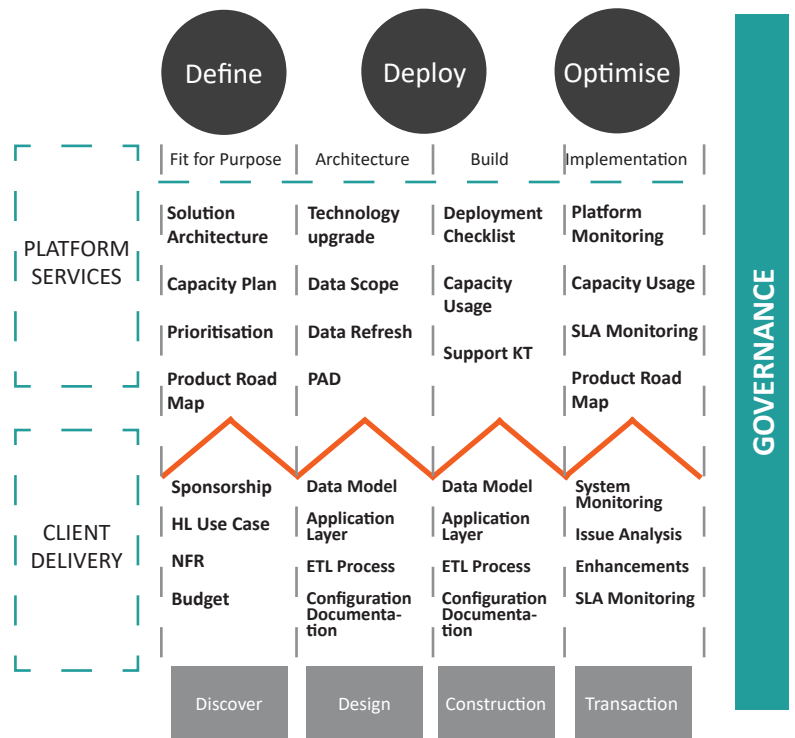 Define
Deploy
Optimise
Fit for Purpose
Architecture
Build
Implementation
PLATFORM
SERVICES
Solution
Architecture
Capacity Plan
Prioritisation
Product Road
Map
Technology
upgrade
Data Scope
Data Refresh
PAD
Deployment
Checklist
Capacity
Usage
Support KT
Platform
Monitoring
Capacity Usage
SLA Monitoring
Product Road
Map
CLIENT
DELIVERY
Sponsorship
HL Use Case
NFR
Budget
Data Model
Application
Layer
ETL Process
Configuration
Documenta-
tion
Data Model
Application
Layer
ETL Process
Configuration
Documenta-
tion
System
Monitoring
Issue Analysis
Enhancements
SLA Monitoring
Discover
Design
Construction
Transaction
GOVERNANCE